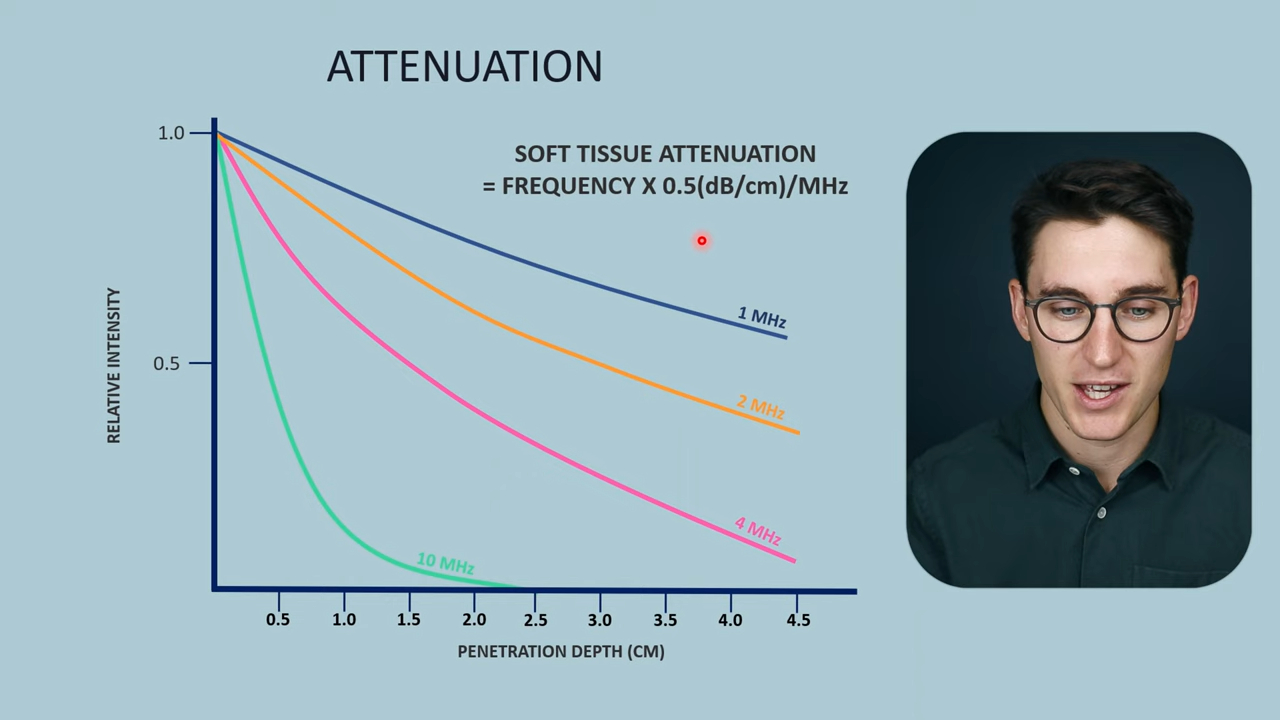 ATTENUATION
1.0
SOFT TISSUE ATTENUATION
= FREQUENCY X 0.5(dB/cm)/MHz
1 MHz
RELATIVE INTENSITY
0.5
2 MHz
4 MHz
10 MHz
0.5 1.0 1.5 2.0 2.5 3.0 3.5 4.0 4.5
PENETRATION DEPTH (CM)